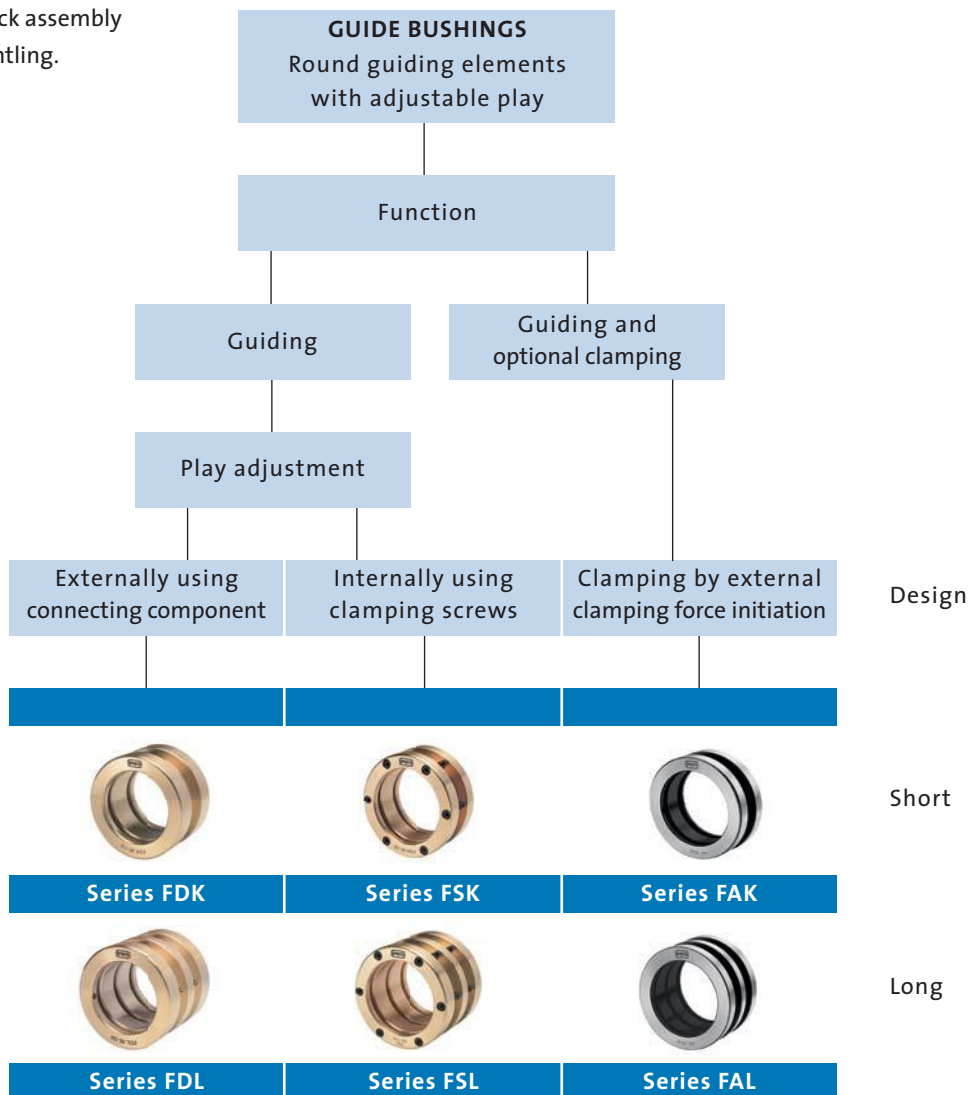 ck assembly
ntling.
GUIDE BUSHINGS
Round guiding elements
with adjustable play
Function
Guiding
Guiding and
optional clamping
Play adjustment
Externally using
connecting component
Internally using
clamping screws
Clamping by external
clamping force initiation
Design
Short
Series FDK
Series FSK
Series FAK
Long
Series FDL
Series FSL
Series FAL